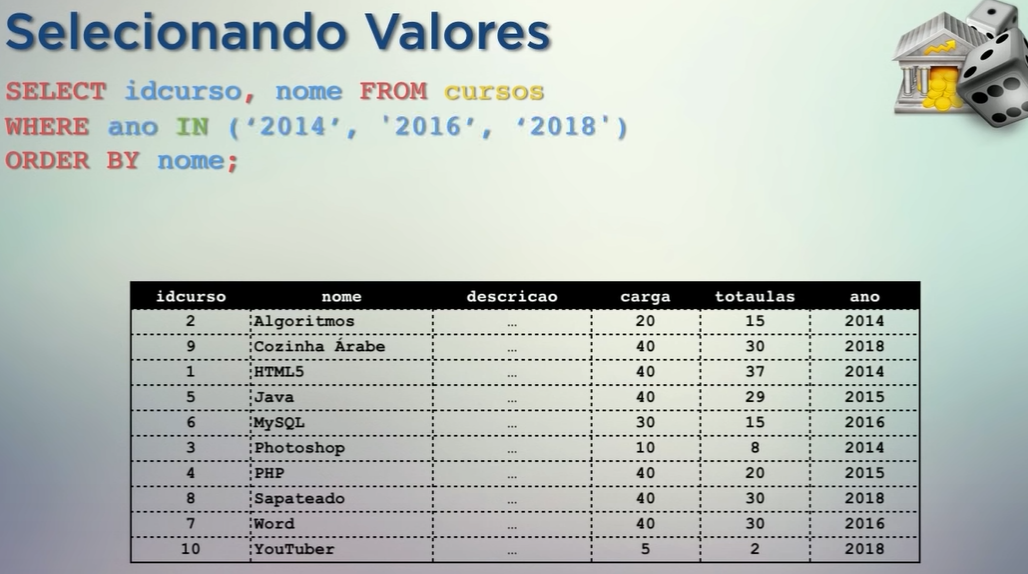 Selecionando Valores
SELECT idcurso, nome FROM cursos
WHERE ano IN (‘2014’, '2016’, ‘2018')
ORDER BY nome;
idcurso nome descricao carga totaulas ano
2 Algoritmos … 20 15 2014
9 Cozinha Árabe … 40 30 2018
1 HTML5 … 40 37 2014
5 Java … 40 29 2015
6 MySQL … 30 15 2016
3 Photoshop … 10 8 2014
4 PHP … 40 20 2015
8 Sapateado … 40 30 2018
7 Word … 40 30 2016
10 YouTuber … 5 2 2018